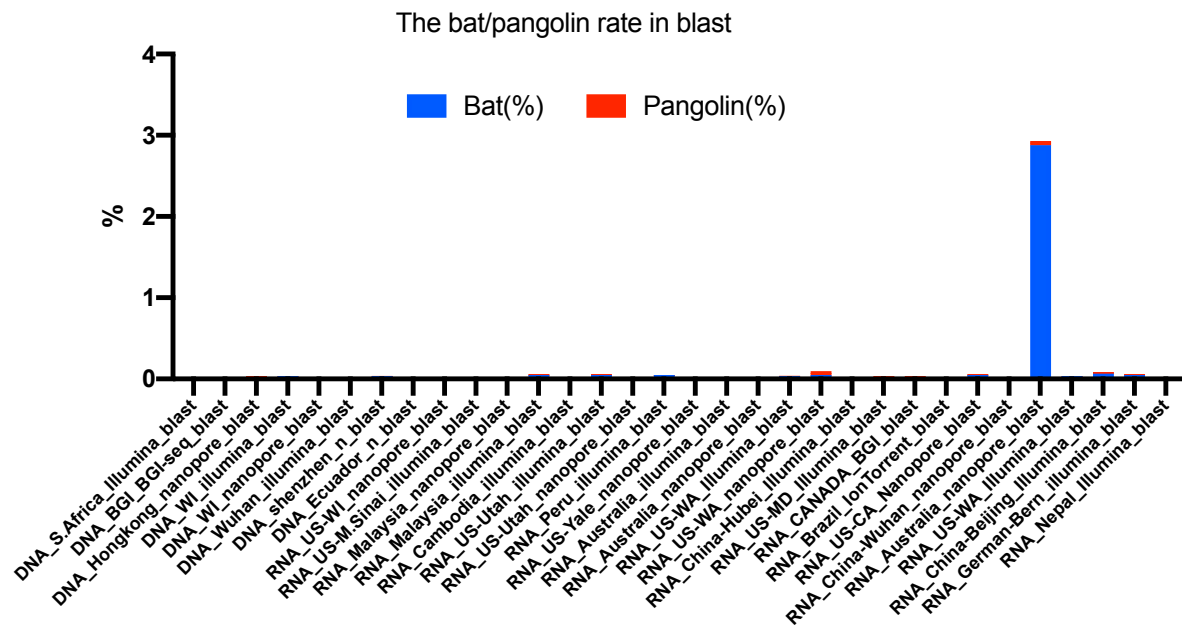 The bat/pangolin rate in blast
Bat(%) Pangolin(%)
%
4
3
2
1
0
DNA_S.Africa_Illumina_blast
DNA_BGI_BGI-seq_blast
DNA_Hongkong_nanopore_blast
DNA_WI_illumina_blast
DNA_WI_nanopore_blast
DNA_Wuhan_illumina_blast
DNA_shenzhen_n_blast
DNA_Ecuador_n_blast
RNA_US-WI_nanopore_blast
RNA_US-M.Sinai_illumina_blast
RNA_Malaysia_nanopore_blast
RNA_Malaysia_illumina_blast
RNA_Cambodia_illumina_blast
RNA_US-Utah_illumina_blast
RNA_US-Utah_nanopore_blast
RNA_Peru_illumina_blast
RNA_US-Yale_nanopore_blast
RNA_Australia_illumina_blast
RNA_Australia_nanopore_blast
RNA_US-WA_Illumina_blast
RNA_US-WA_nanopore_blast
RNA_China-Hubei_Illumina_blast
RNA_US-MD_Illumina_blast
RNA_CANADA_BGI_blast
RNA_Brazil_IonTorrent_blast
RNA_US-CA_Nanopore_blast
RNA_China-Wuhan_nanopore_blast
RNA_Australia_nanopore_blast
RNA_US-WA_Illumina_blast
RNA_China-Beijing_Illumina_blast
RNA_Germany-Bern_Illumina_blast
RNA_Nepal_Illumina_blast